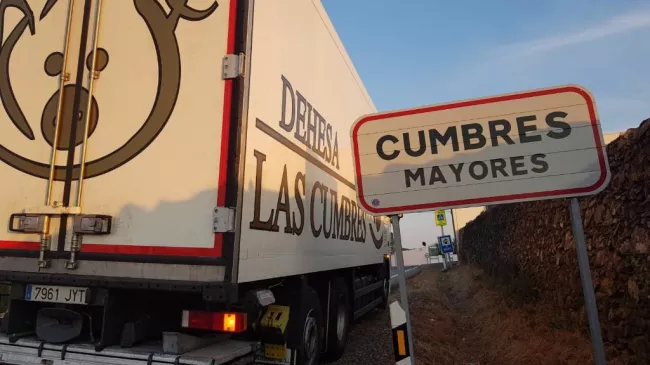 DEHESA
LAS CUMBRES
CUMBRES
MAYORES
7961 JYT